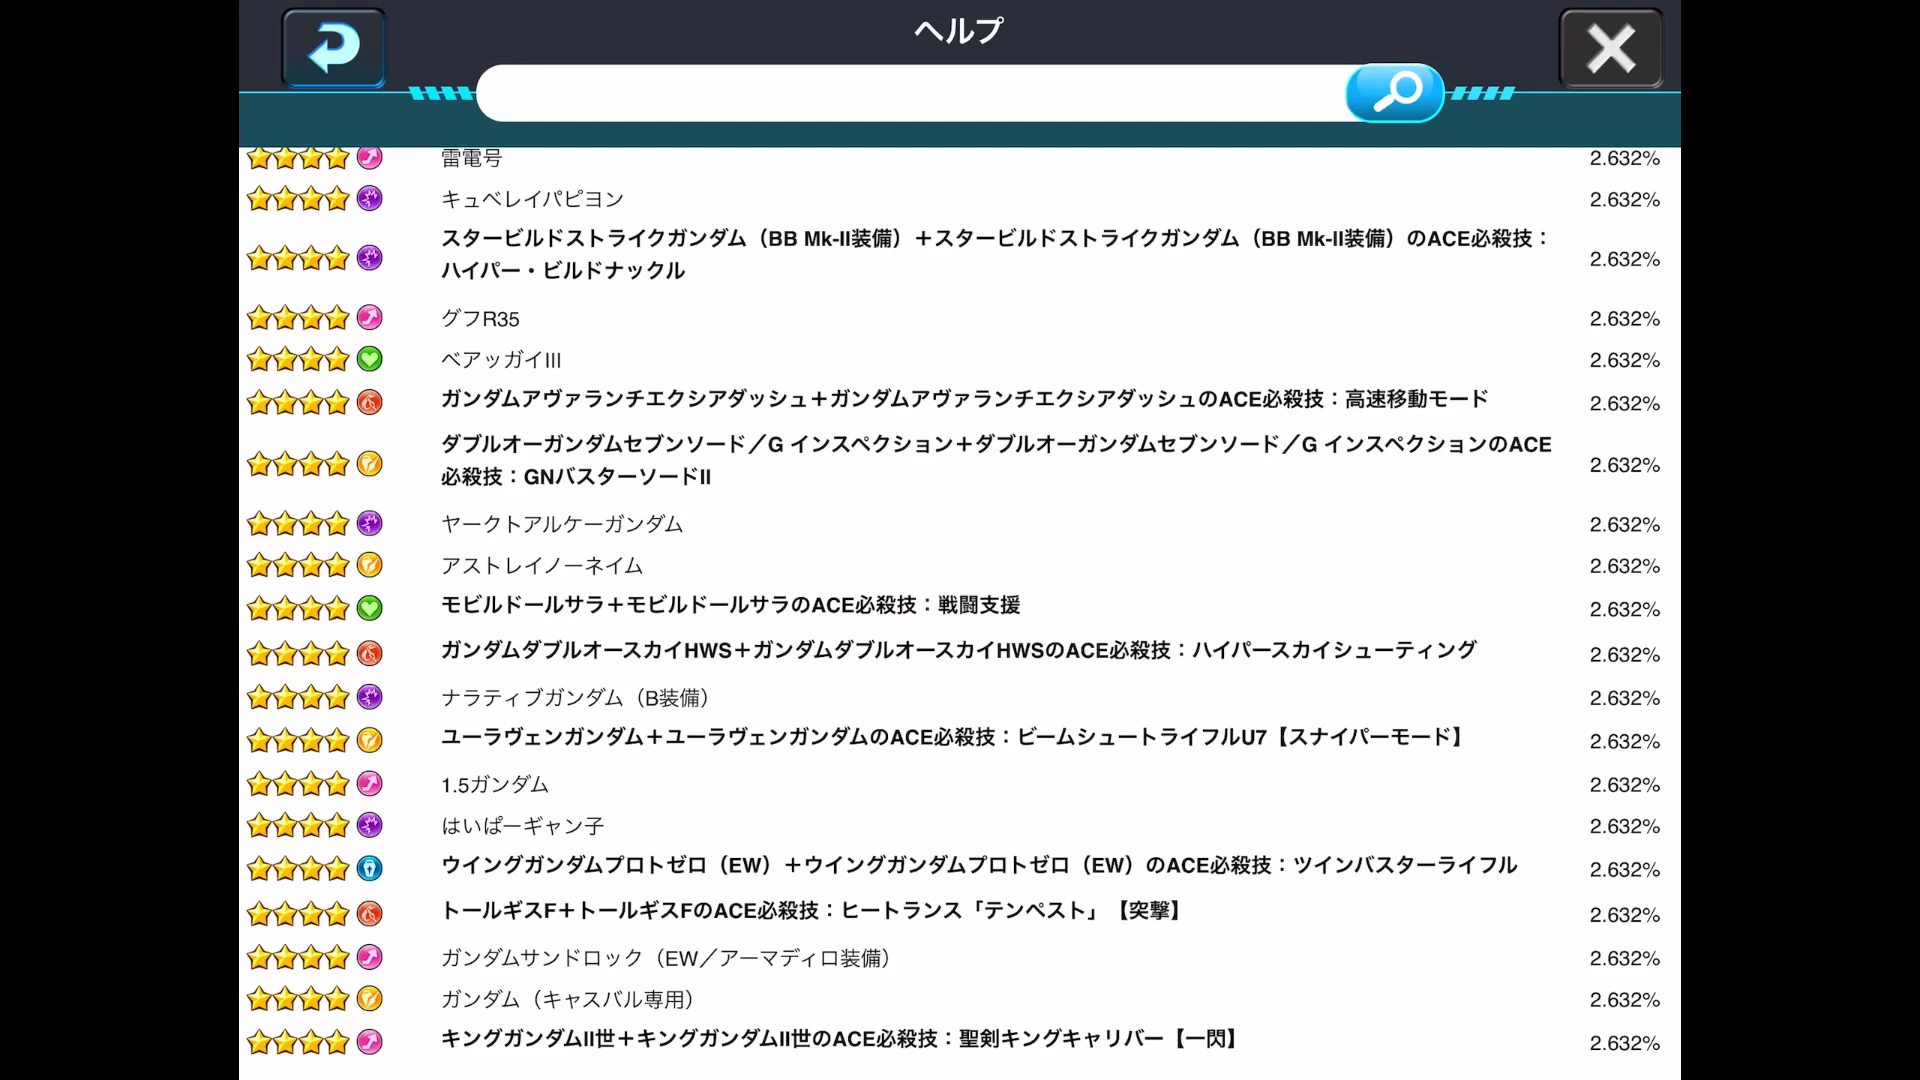 ヘルプ
雷電号 2.632%
キュベレイパピヨン 2.632%
スタービルドストライクガンダム（BB Mk-II装備）＋スタービルドストライクガンダム（BB Mk-II装備）のACE必殺技：
ハイパー・ビルドナックル 2.632%
グフR35 2.632%
ベアッガイIII 2.632%
ガンダムアヴァランチエクシアダッシュ＋ガンダムアヴァランチエクシアダッシュのACE必殺技：高速移動モード 2.632%
ダブルオーガンダムセブンソード／G インスペクション＋ダブルオーガンダムセブンソード／G インスペクションのACE
必殺技：GNバスターソードII 2.632%
ヤークトアルケーガンダム 2.632%
アストレイノーネイム 2.632%
モビルドールサラ＋モビルドールサラのACE必殺技：戦闘支援 2.632%
ガンダムダブルオースカイHWS＋ガンダムダブルオースカイHWSのACE必殺技：ハイパースカイシューティング 2.632%
ナラティブガンダム（B装備） 2.632%
ユーラヴェンガンダム＋ユーラヴェンガンダムのACE必殺技：ビームシュートライフルU7【スナイパーモード】 2.632%
1.5ガンダム 2.632%
はいぱーギャン子 2.632%
ウイングガンダムプロトゼロ（EW）＋ウイングガンダムプロトゼロ（EW）のACE必殺技：ツインバスターライフル 2.632%
トールギスF＋トールギスFのACE必殺技：ヒートランス「テンペスト」【突撃】 2.632%
ガンダムサンドロック（EW／アーマディロ装備） 2.632%
ガンダム（キャスバル専用） 2.632%
キングガンダムII世＋キングガンダムII世のACE必殺技：聖剣キングキャリバー【一閃】 2.632%